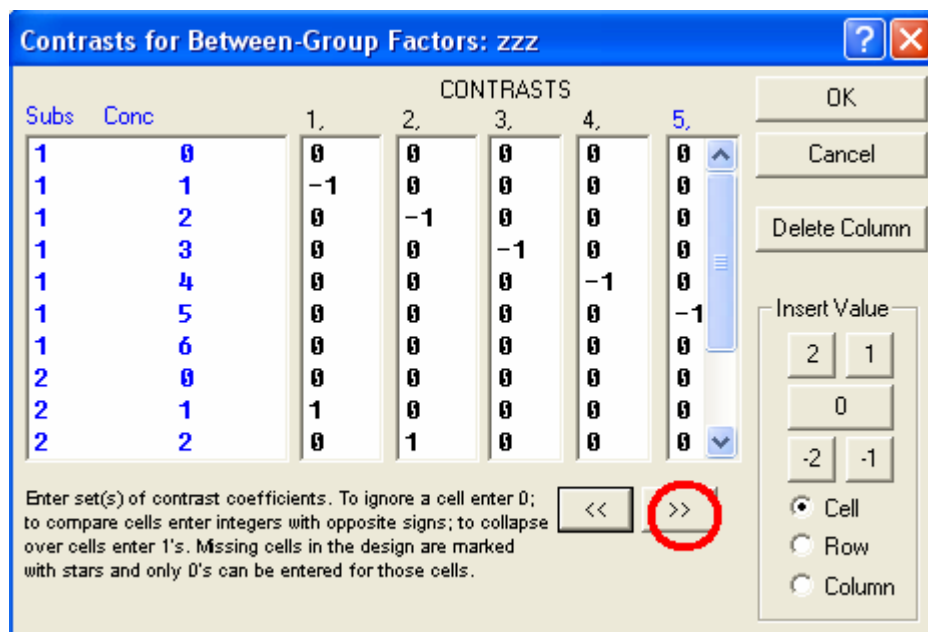 Contrasts for Between-Group Factors: zzz
CONTRASTS
Subs Conc 1, 2, 3, 4, 5,
1 0 0 0 0 0 0
1 1 -1 0 0 0 0
1 2 0 -1 0 0 0
1 3 0 0 -1 0 0
1 4 0 0 0 -1 0
1 5 0 0 0 0 -1
1 6 0 0 0 0 0
2 0 0 0 0 0 0
2 1 1 0 0 0 0
2 2 0 1 0 0 0
Enter set(s) of contrast coefficients. To ignore a cell enter 0;
to compare cells enter integers with opposite signs; to collapse
over cells enter 1's. Missing cells in the design are marked
with stars and only 0's can be entered for those cells.
<< >>
OK
Cancel
Delete Column
Insert Value
2 1
0
-2 -1
Cell
Row
Column